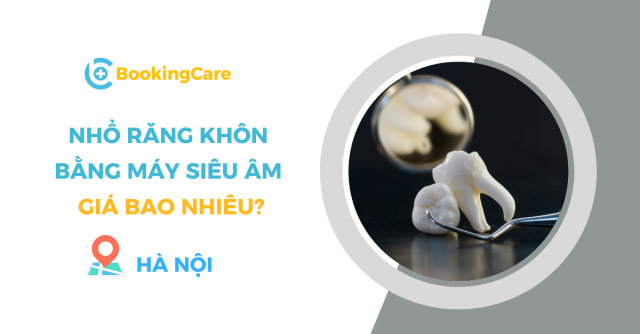 BookingCare
NHỔ RĂNG KHÔN
BẰNG MÁY SIÊU ÂM
GIÁ BAO NHIÊU?
HÀ NỘI